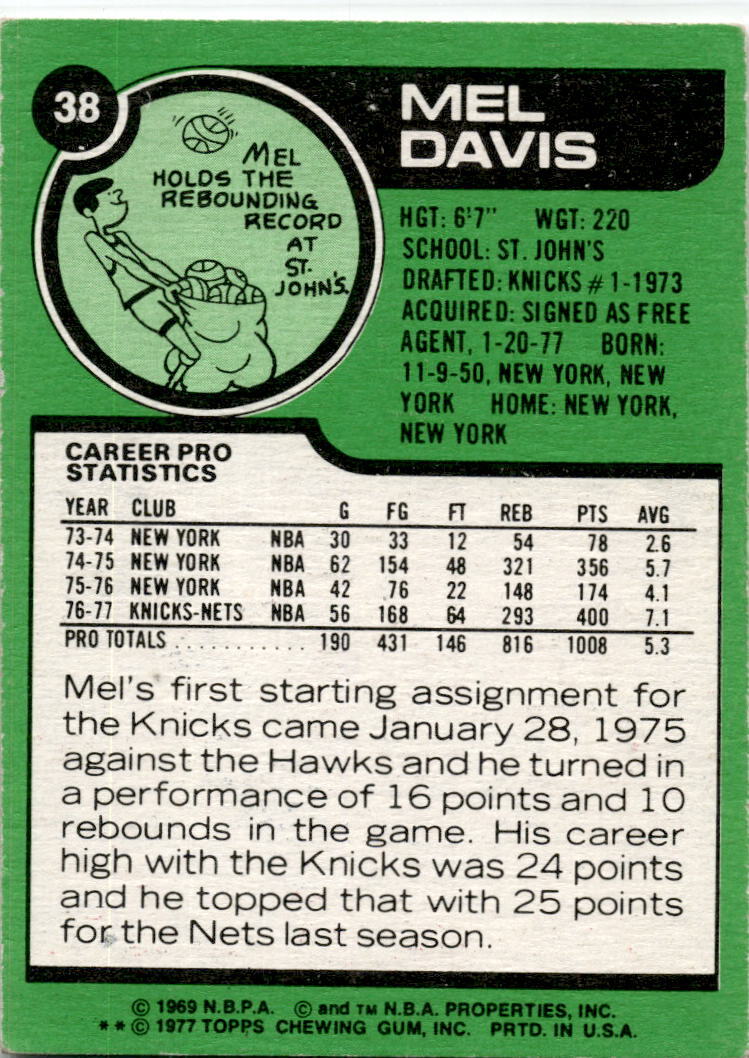 38
MEL
DAVIS
MEL
HOLDS THE
REBOUNDING
RECORD
AT
ST.
JOHN'S.
HGT: 6'7" WGT: 220
SCHOOL: ST. JOHN'S
DRAFTED: KNICKS #1-1973
ACQUIRED: SIGNED AS FREE
AGENT, 1-20-77 BORN:
11-9-50, NEW YORK, NEW
YORK HOME: NEW YORK,
NEW YORK
CAREER PRO
STATISTICS
YEAR CLUB G FG FT REB PTS AVG
73-74 NEW YORK NBA 30 33 12 54 78 2.6
74-75 NEW YORK NBA 62 154 48 321 356 5.7
75-76 NEW YORK NBA 42 76 22 148 174 4.1
76-77 KNICKS-NETS NBA 56 168 64 293 400 7.1
PRO TOTALS . . . . . . . . . . . 190 431 146 816 1008 5.3
Mel's first starting assignment for
the Knicks came January 28, 1975
against the Hawks and he turned in
a performance of 16 points and 10
rebounds in the game. His career
high with the Knicks was 24 points
and he topped that with 25 points
for the Nets last season.
© 1969 N.B.P.A. © and TM N.B.A. PROPERTIES, INC.
** © 1977 TOPPS CHEWING GUM, INC. PRTD. IN U.S.A.